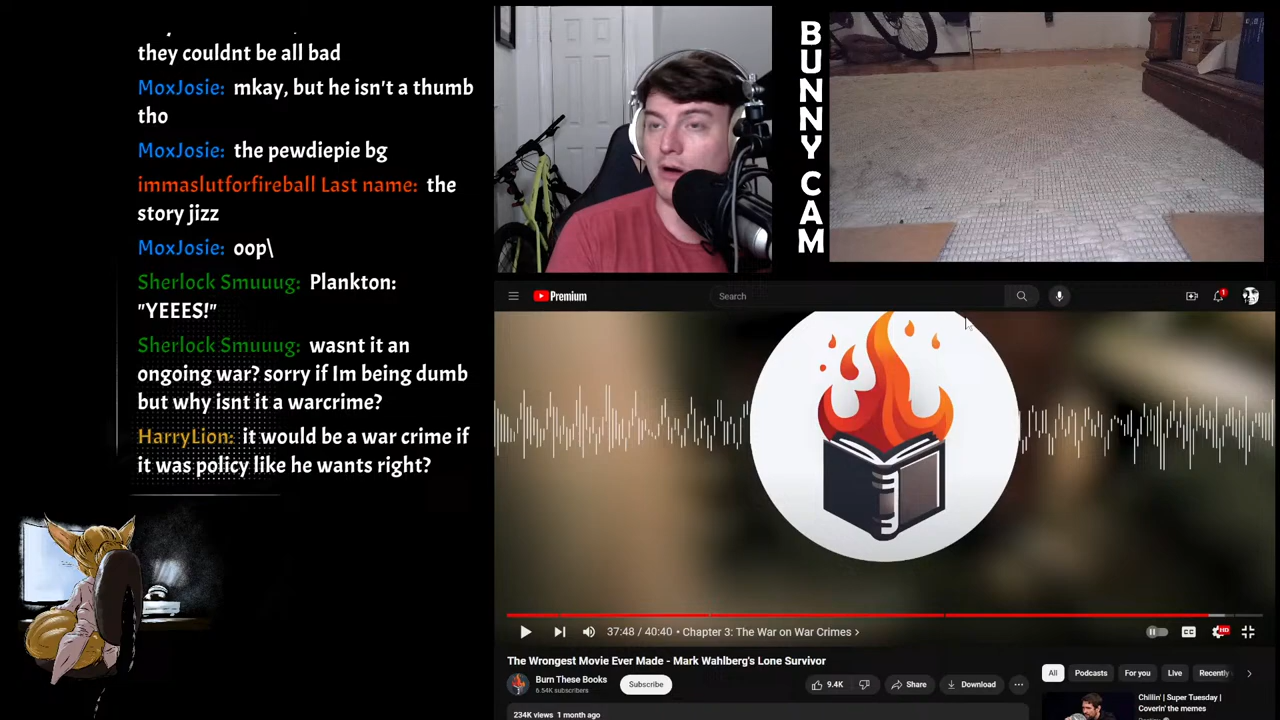 they couldnt be all bad
MoxJosie: mkay, but he isn't a thumb
tho
MoxJosie: the pewdiepie bg
immaslutforfireball Last name: the
story jizz
MoxJosie: oop\
Sherlock Smuuug: Plankton:
"YEEES!"
Sherlock Smuuug: wasnt it an
ongoing war? sorry if Im being dumb
but why isnt it a warcrime?
HarryLion: it would be a war crime if
it was policy like he wants right?
BUNNY CAM
Premium
Search
1
37:48 / 40:40 • Chapter 3: The War on War Crimes >
HD
The Wrongest Movie Ever Made - Mark Wahlberg's Lone Survivor
Burn These Books
6.54K subscribers
Subscribe
9.4K
Share
Download
234K views 1 month ago
All
Podcasts
For you
Live
Recently
Chillin' | Super Tuesday |
Coverin' the memes